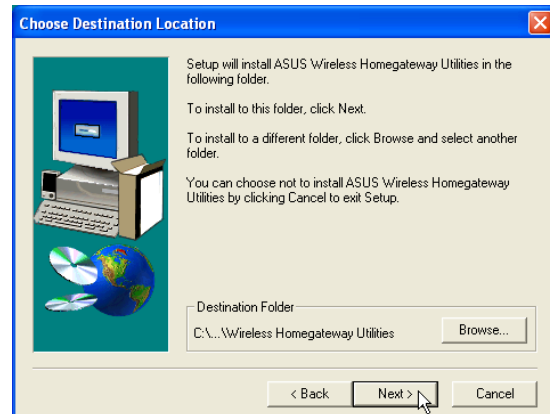 Choose Destination Location
Setup will install ASUS Wireless Homegateway Utilities in the
following folder.
To install to this folder, click Next.
To install to a different folder, click Browse and select another
folder.
You can choose not to install ASUS Wireless Homegateway
Utilities by clicking Cancel to exit Setup.
Destination Folder
C:\...\Wireless Homegateway Utilities
Browse...
< Back
Next >
Cancel